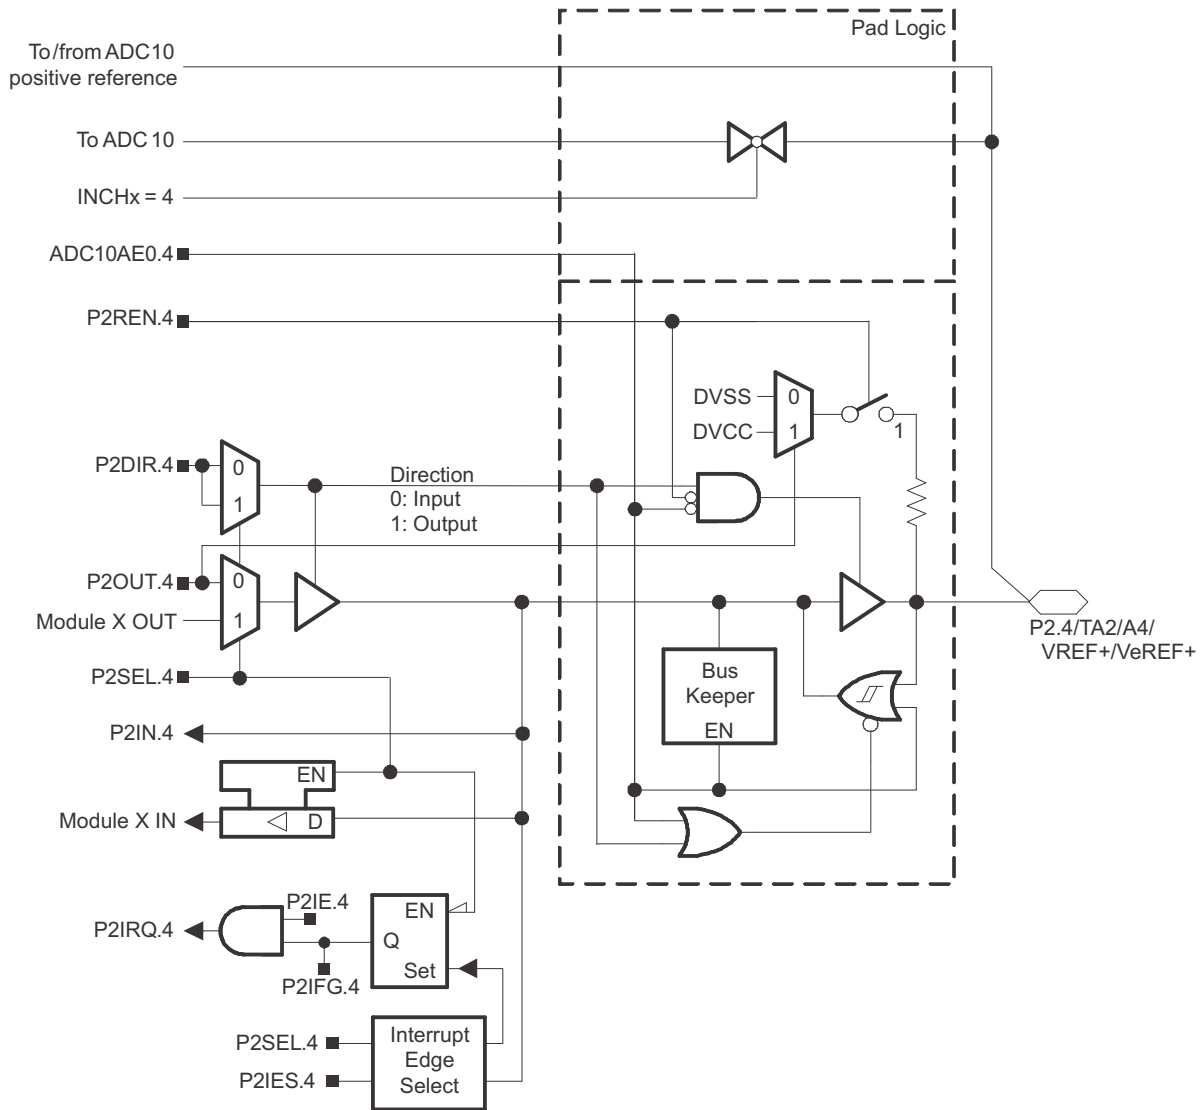 Pad Logic
To/from ADC10
positive reference
To ADC 10
INCHx = 4
ADC10AE0.4
P2REN.4
DVSS
0
DVCC
1
1
P2DIR.4
0
1
Direction
0: Input
1: Output
P2OUT.4
0
Module X OUT
1
P2.4/TA2/A4/
VREF+/VeREF+
P2SEL.4
Bus
Keeper
EN
P2IN.4
EN
Module X IN
D
P2IE.4
EN
P2IRQ.4
Q
Set
P2IFG.4
P2SEL.4
P2IES.4
Interrupt
Edge
Select